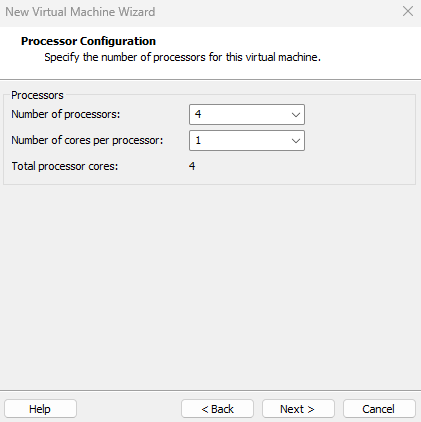 New Virtual Machine Wizard
Processor Configuration
Specify the number of processors for this virtual machine.
Processors
Number of processors: 4
Number of cores per processor: 1
Total processor cores: 4
Help < Back Next > Cancel